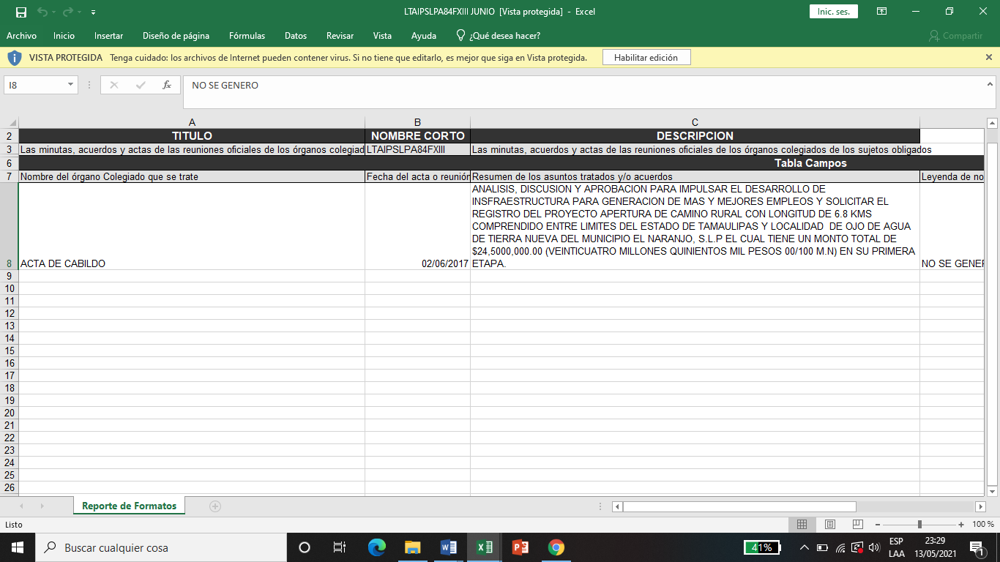 LTAIPSLPA84FXIII JUNIO [Vista protegida] - Excel
Inic. ses.
Archivo Inicio Insertar Diseño de página Fórmulas Datos Revisar Vista Ayuda ¿Qué desea hacer? Compartir
VISTA PROTEGIDA Tenga cuidado: los archivos de Internet pueden contener virus. Si no tiene que editarlo, es mejor que siga en Vista protegida. Habilitar edición
I8 fx NO SE GENERO
A B C
2 TITULO NOMBRE CORTO DESCRIPCION
3 Las minutas, acuerdos y actas de las reuniones oficiales de los órganos colegiad LTAIPSLPA84FXIII Las minutas, acuerdos y actas de las reuniones oficiales de los órganos colegiados de los sujetos obligados
6 Tabla Campos
7 Nombre del órgano Colegiado que se trate Fecha del acta o reunión Resumen de los asuntos tratados y/o acuerdos Leyenda de no
ANALISIS, DISCUSION Y APROBACION PARA IMPULSAR EL DESARROLLO DE
INSFRAESTRUCTURA PARA GENERACION DE MAS Y MEJORES EMPLEOS Y SOLICITAR EL
REGISTRO DEL PROYECTO APERTURA DE CAMINO RURAL CON LONGITUD DE 6.8 KMS
COMPRENDIDO ENTRE LIMITES DEL ESTADO DE TAMAULIPAS Y LOCALIDAD DE OJO DE AGUA
DE TIERRA NUEVA DEL MUNICIPIO EL NARANJO, S.L.P EL CUAL TIENE UN MONTO TOTAL DE
$24,5000,000.00 (VEINTICUATRO MILLONES QUINIENTOS MIL PESOS 00/100 M.N) EN SU PRIMERA
8 ACTA DE CABILDO 02/06/2017 ETAPA. NO SE GENER
9
10
11
12
13
14
15
16
17
18
19
20
21
22
23
24
25
26
Reporte de Formatos
Listo 100 %
Buscar cualquier cosa
41%
ESP 23:29
LAA 13/05/2021
1